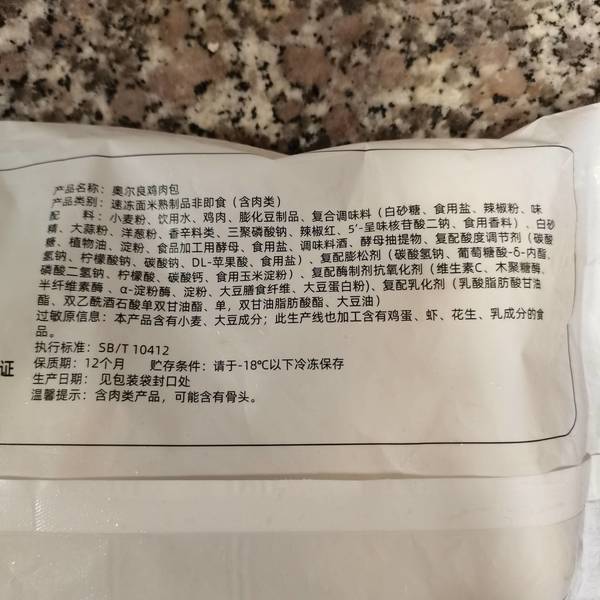 产品名称：奥尔良鸡肉包
产品类别：速冻面米熟制品非即食（含肉类）
配 料：小麦粉、饮用水、鸡肉、膨化豆制品、复合调味料（白砂糖、食用盐、辣椒粉、味
精、大蒜粉、洋葱粉、香辛料类、三聚磷酸钠、辣椒红、5’-呈味核苷酸二钠、食用香料）、白砂
糖、植物油、淀粉、食品加工用酵母、食用盐、调味料酒、酵母抽提物、复配酸度调节剂（碳酸
氢钠、柠檬酸钠、碳酸钠、DL-苹果酸、食用盐）、复配膨松剂（碳酸氢钠、葡萄糖酸-δ-内酯、
磷酸二氢钠、柠檬酸、碳酸钙、食用玉米淀粉）、复配酶制剂抗氧化剂（维生素C、木聚糖酶、
半纤维素酶 、α-淀粉酶、淀粉、大豆膳食纤维、大豆蛋白粉)、复配乳化剂（乳酸脂肪酸甘油
酯、双乙酰酒石酸单双甘油酯、单，双甘油脂肪酸酯、大豆油）
过敏原信息：本产品含有小麦、大豆成分；此生产线也加工含有鸡蛋、虾、花生、乳成分的食
品。
执行标准：SB/T 10412
保质期：12个月 贮存条件：请于-18℃以下冷冻保存
证
生产日期： 见包装袋封口处
温馨提示：含肉类产品，可能含有骨头。